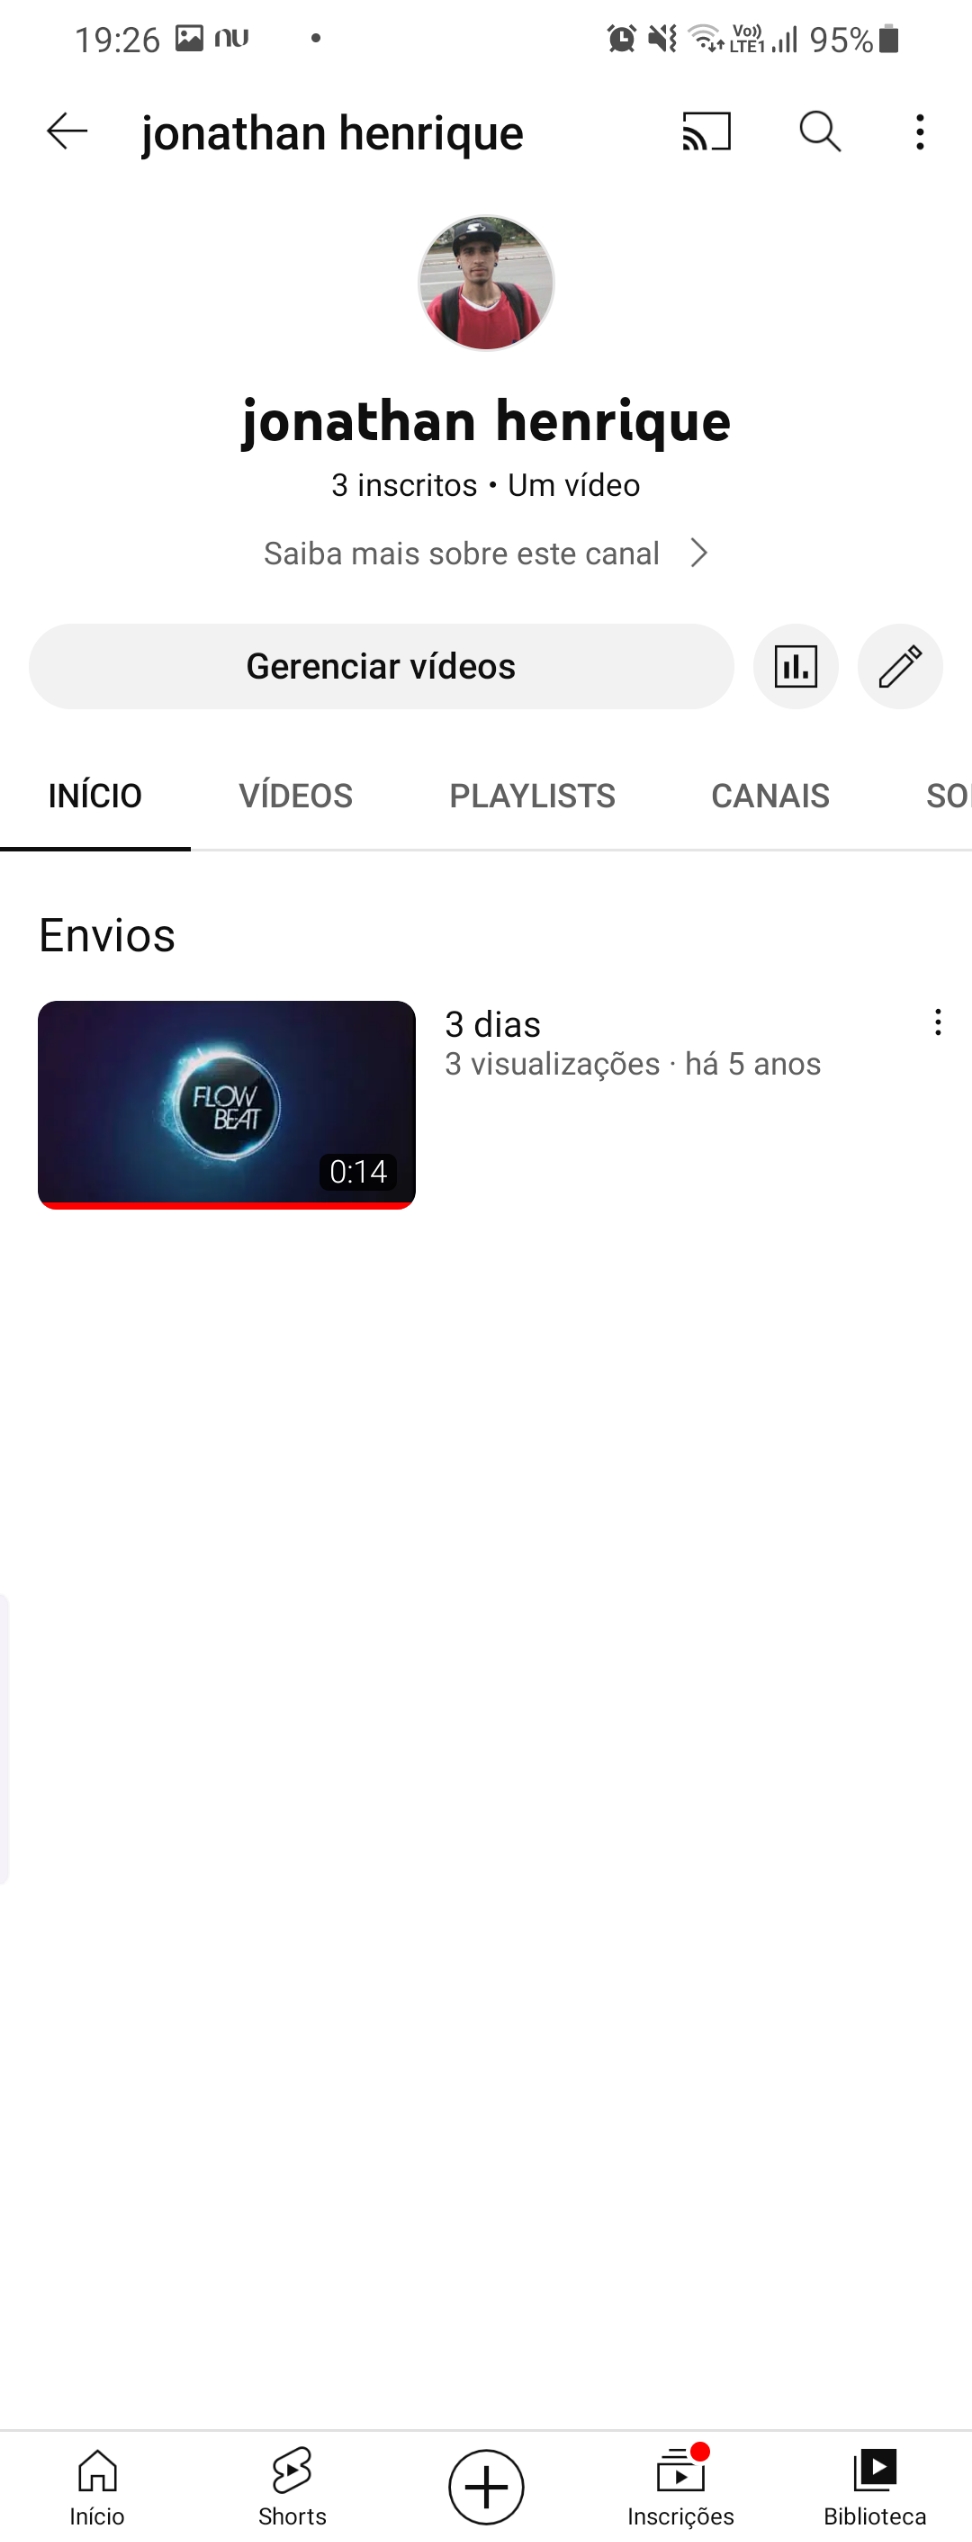 19:26 nu Vo)) LTE1 95%
jonathan henrique
jonathan henrique
3 inscritos • Um vídeo
Saiba mais sobre este canal
Gerenciar vídeos
INÍCIO VÍDEOS PLAYLISTS CANAIS
Envios
3 dias
3 visualizações · há 5 anos
FLOW
BEAT
0:14
Início Shorts Inscrições Biblioteca